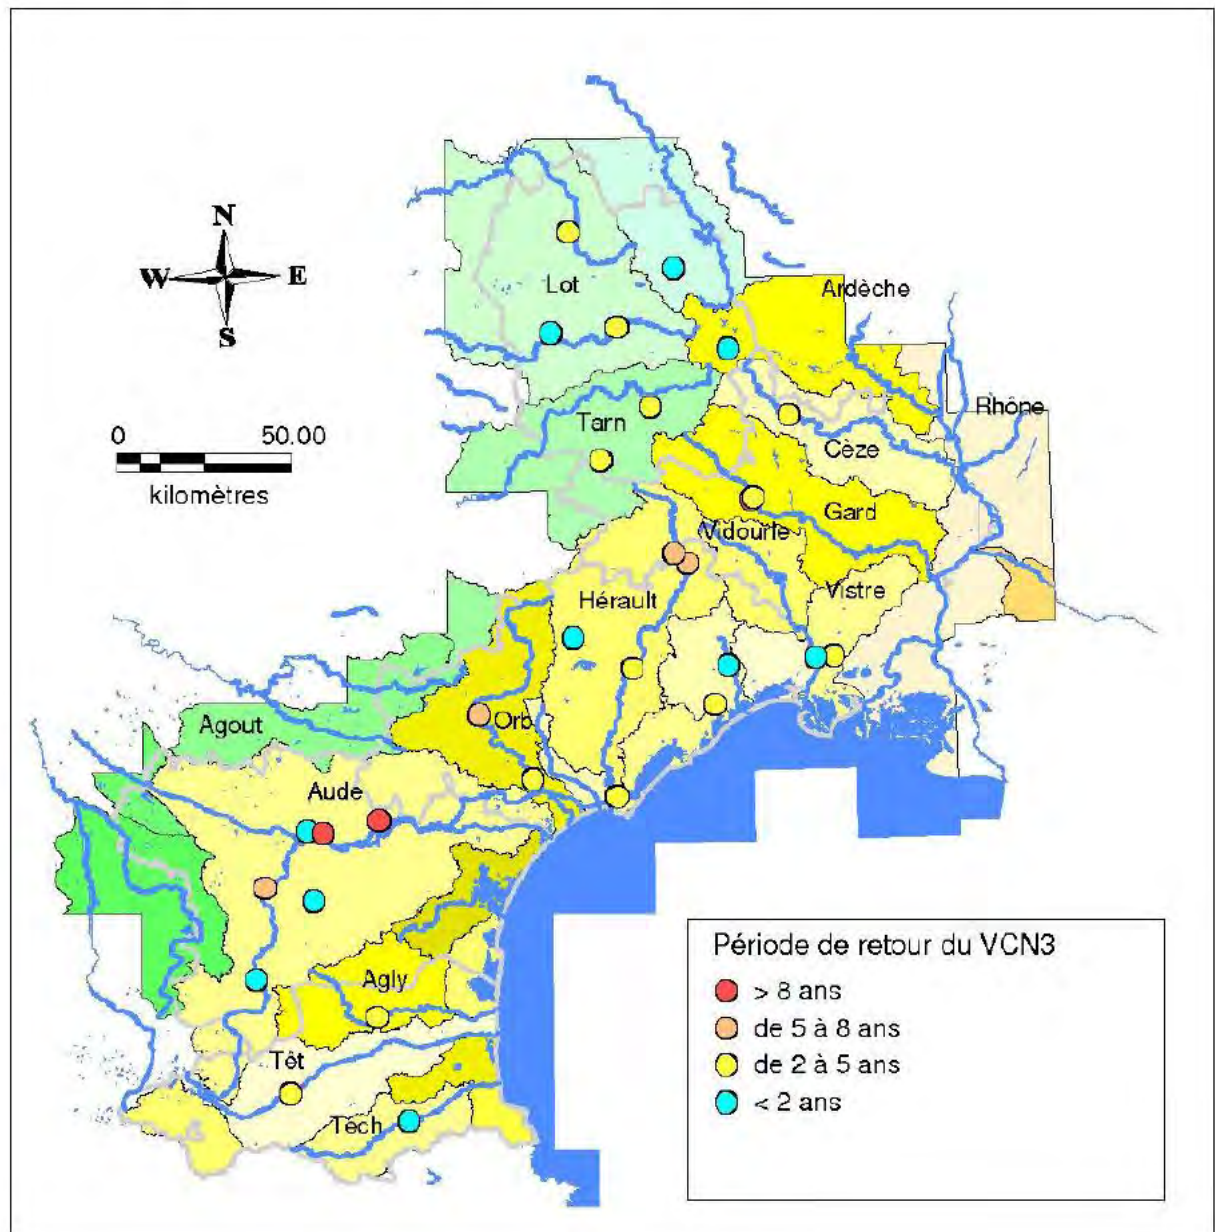 N
W E
S
0 50.00
kilomètres
Lot
Ardèche
Rhône
Tarn
Cèze
Gard
Vidourle
Vistre
Hérault
Orb
Agout
Aude
Agly
Têt
Tech
Période de retour du VCN3
> 8 ans
de 5 à 8 ans
de 2 à 5 ans
< 2 ans